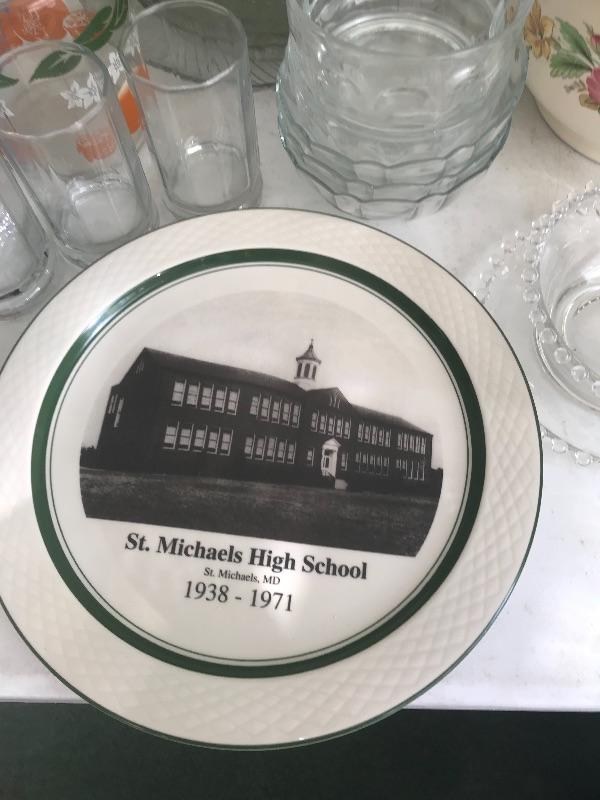 St. Michaels High School
St. Michaels, MD
1938 - 1971